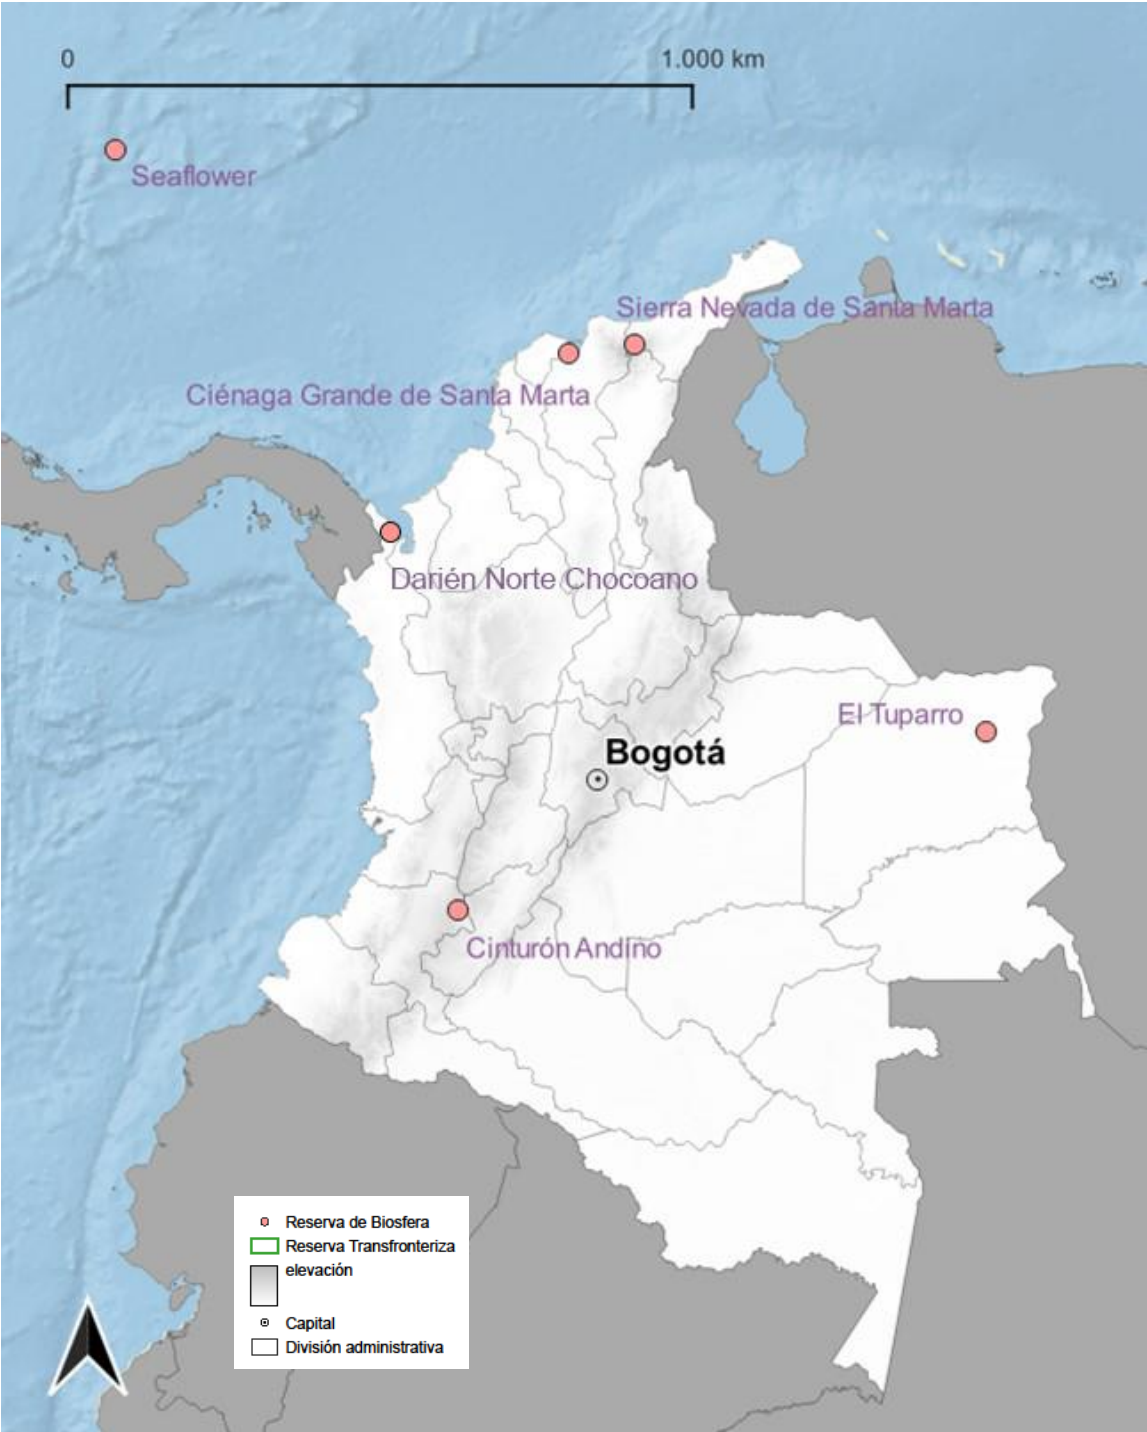 0
1.000 km
Seaflower
Sierra Nevada de Santa Marta
Ciénaga Grande de Santa Marta
Darién Norte Chocoano
El Tuparro
Bogotá
Cinturón Andino
Reserva de Biosfera
Reserva Transfronteriza
elevación
Capital
División administrativa